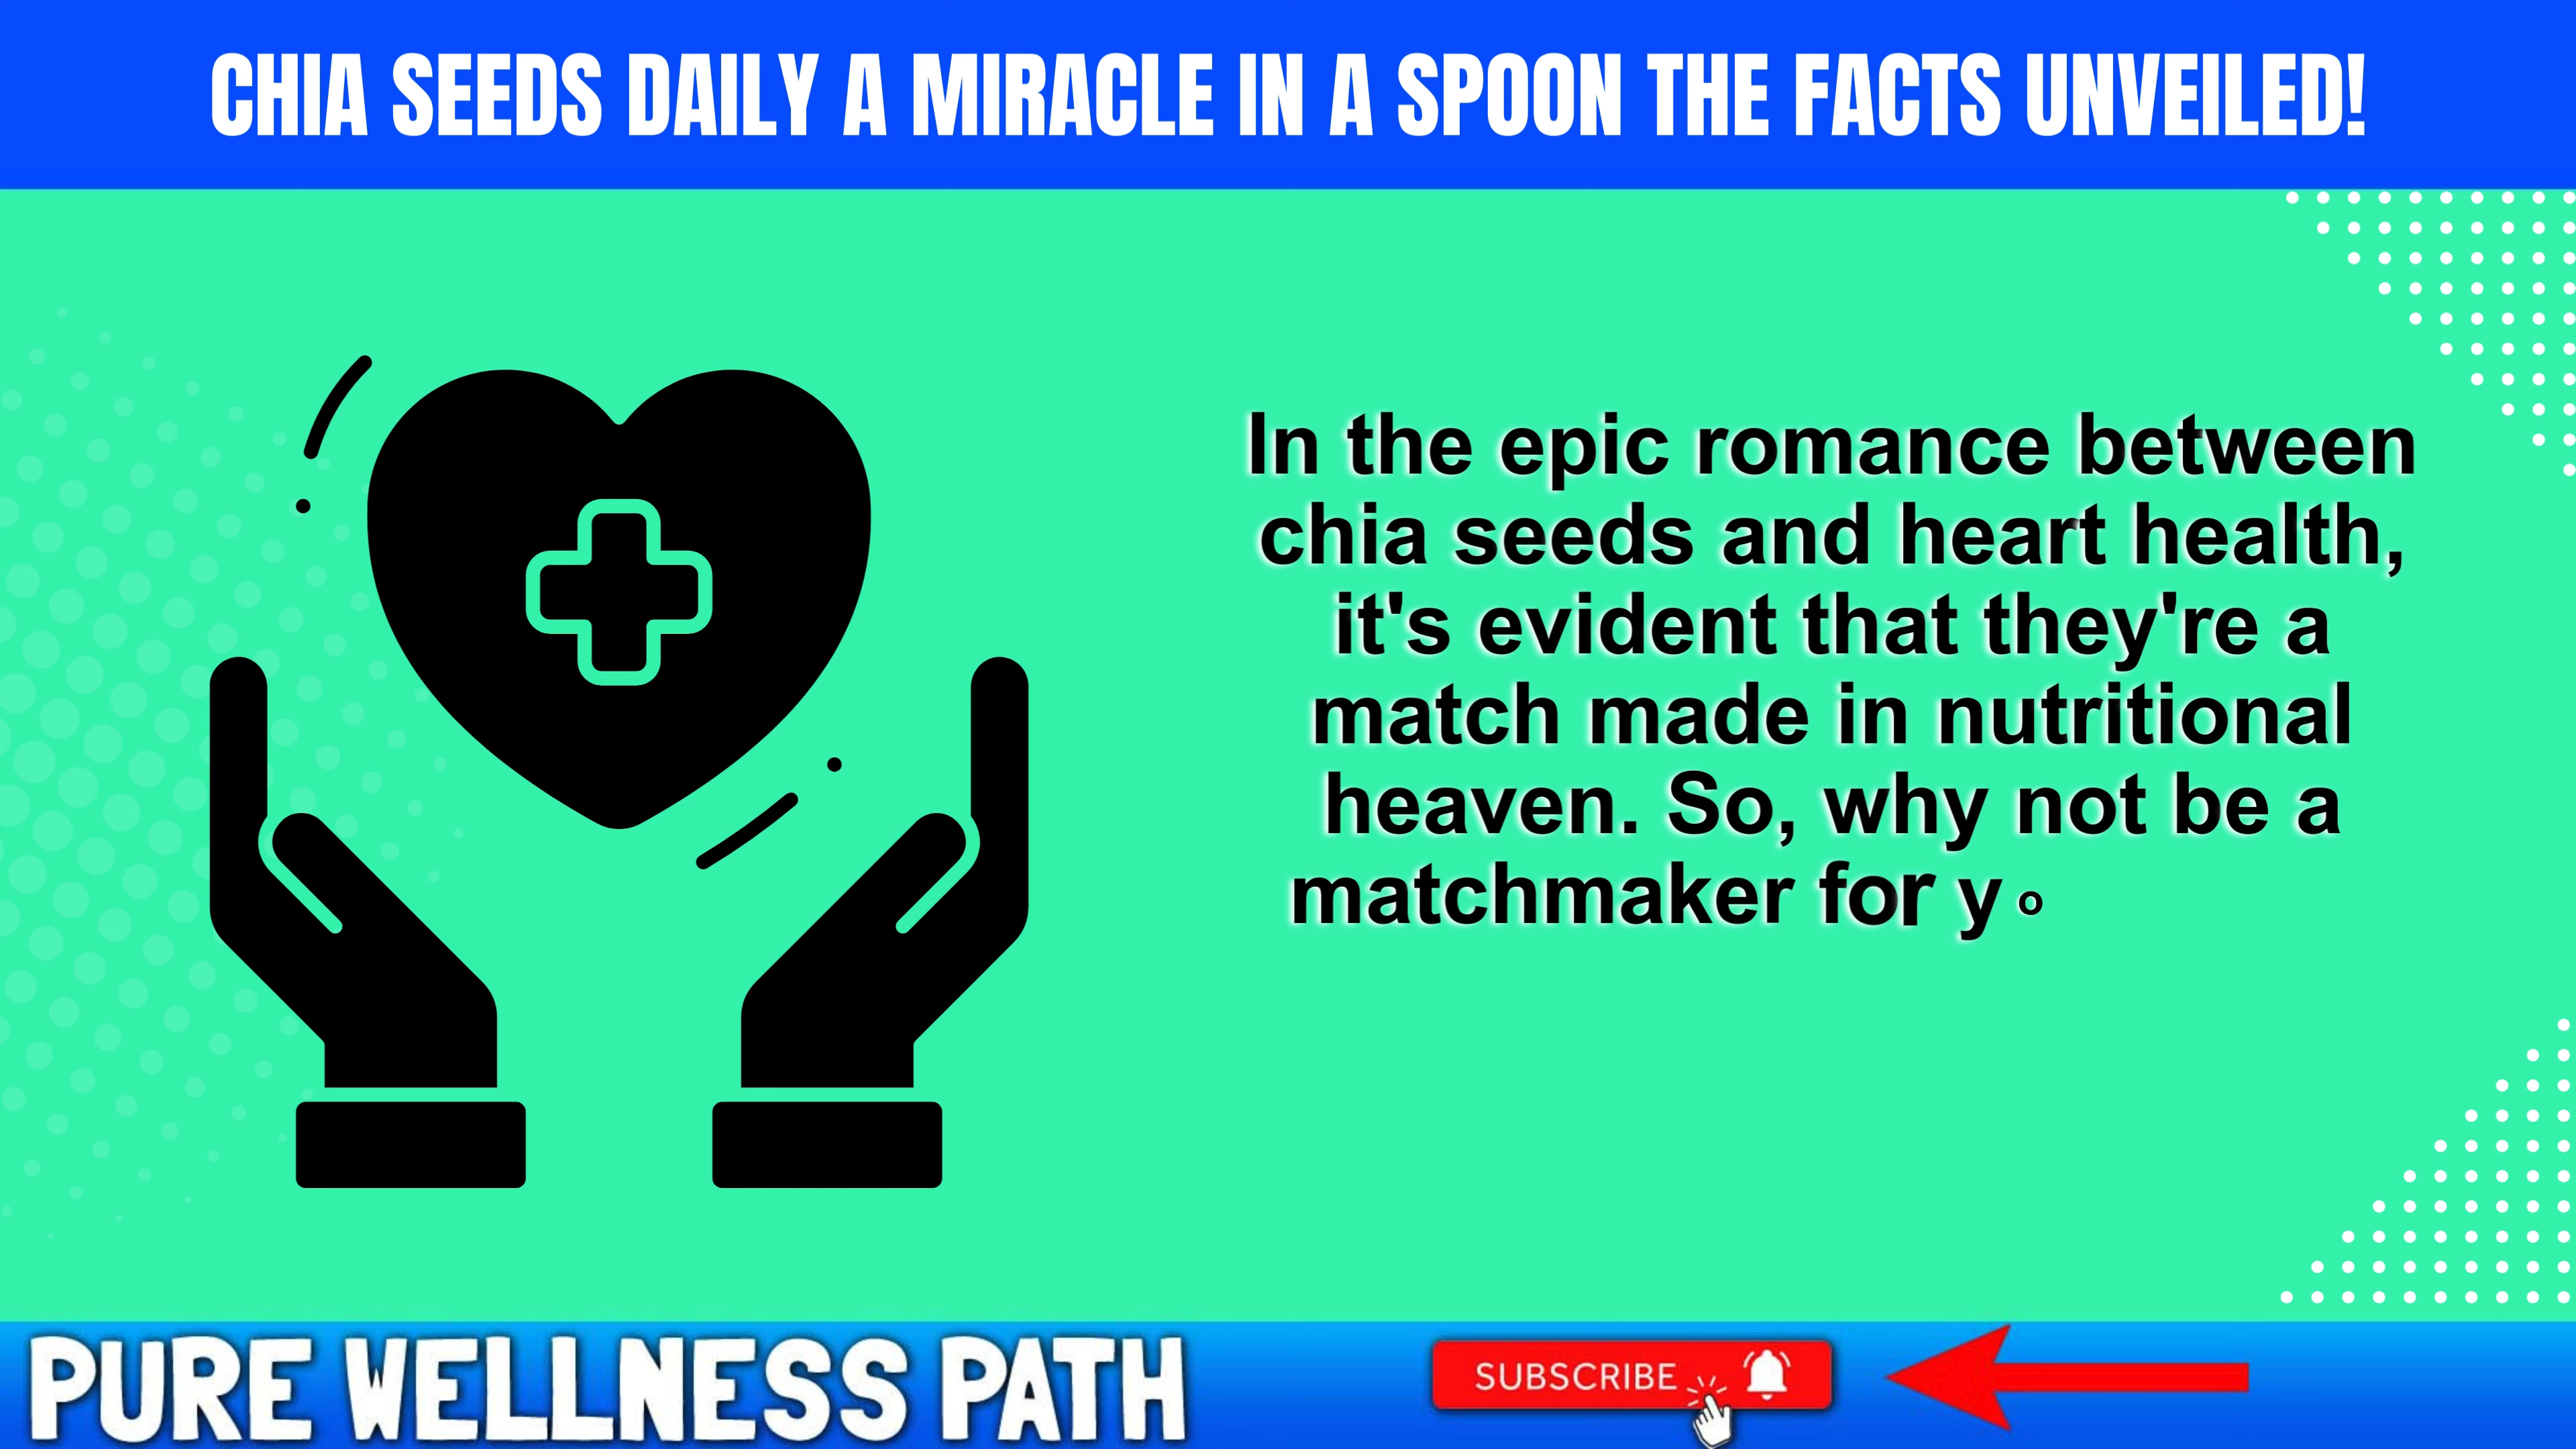 CHIA SEEDS DAILY A MIRACLE IN A SPOON THE FACTS UNVEILED!
In the epic romance between
chia seeds and heart health,
it's evident that they're a
match made in nutritional
heaven. So, why not be a
matchmaker for yo
PURE WELLNESS PATH
SUBSCRIBE